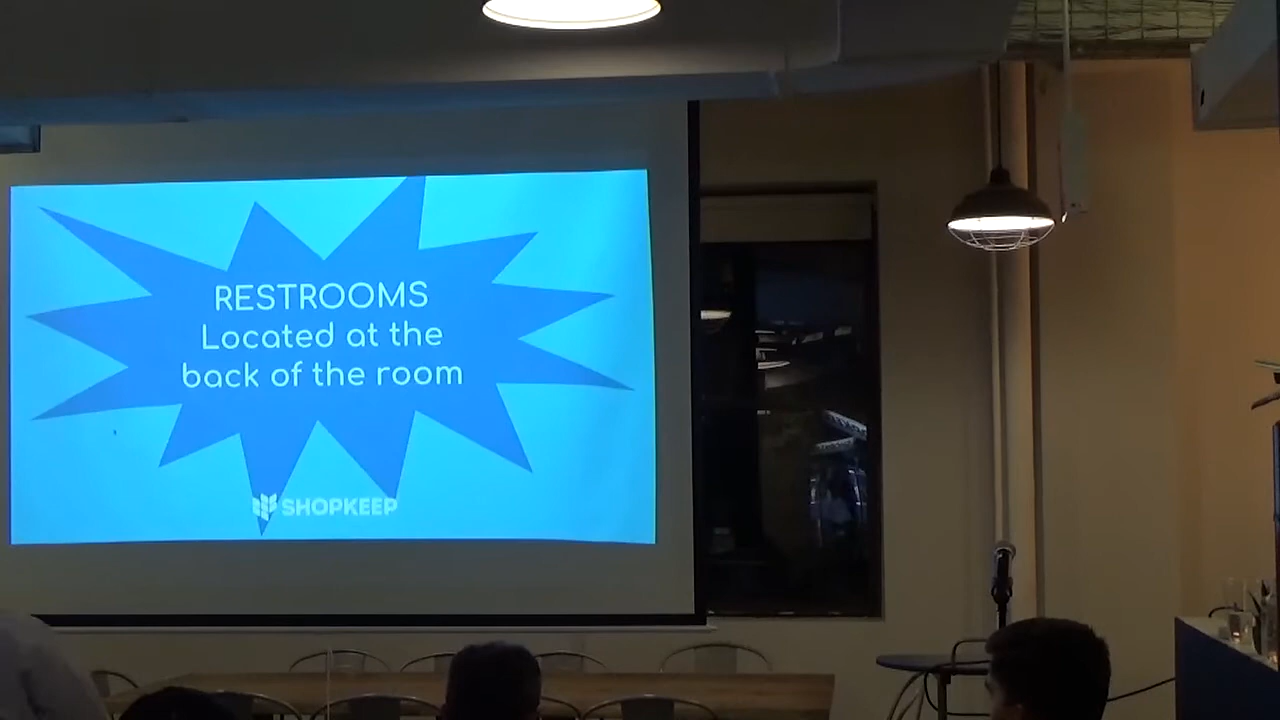 RESTROOMS
Located at the
back of the room
SHOPKEEP